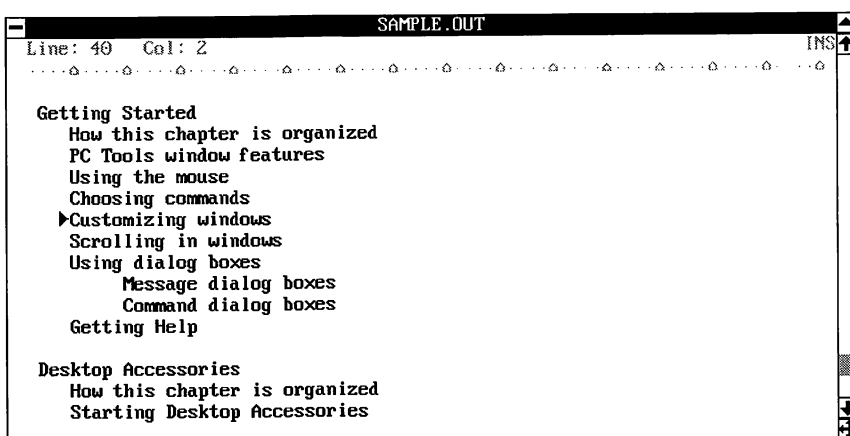 SAMPLE.OUT
Line: 40 Col: 2 INS
Getting Started
How this chapter is organized
PC Tools window features
Using the mouse
Choosing commands
Customizing windows
Scrolling in windows
Using dialog boxes
Message dialog boxes
Command dialog boxes
Getting Help
Desktop Accessories
How this chapter is organized
Starting Desktop Accessories